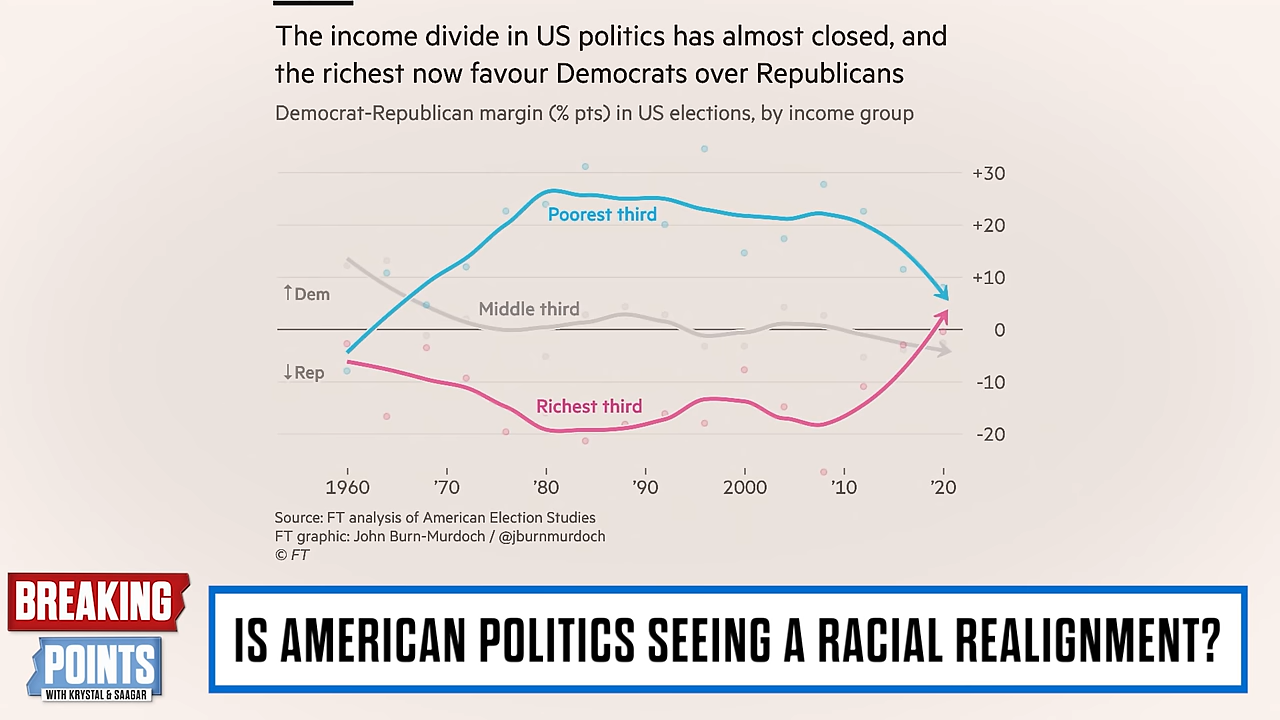 The income divide in US politics has almost closed, and
the richest now favour Democrats over Republicans
Democrat-Republican margin (% pts) in US elections, by income group
+30
Poorest third
+20
+10
↑Dem
Middle third
0
↓Rep
-10
Richest third
-20
1960 '70 '80 '90 2000 '10 '20
Source: FT analysis of American Election Studies
FT graphic: John Burn-Murdoch / @jburnmurdoch
© FT
BREAKING
POINTS
WITH KRYSTAL & SAAGAR
IS AMERICAN POLITICS SEEING A RACIAL REALIGNMENT?